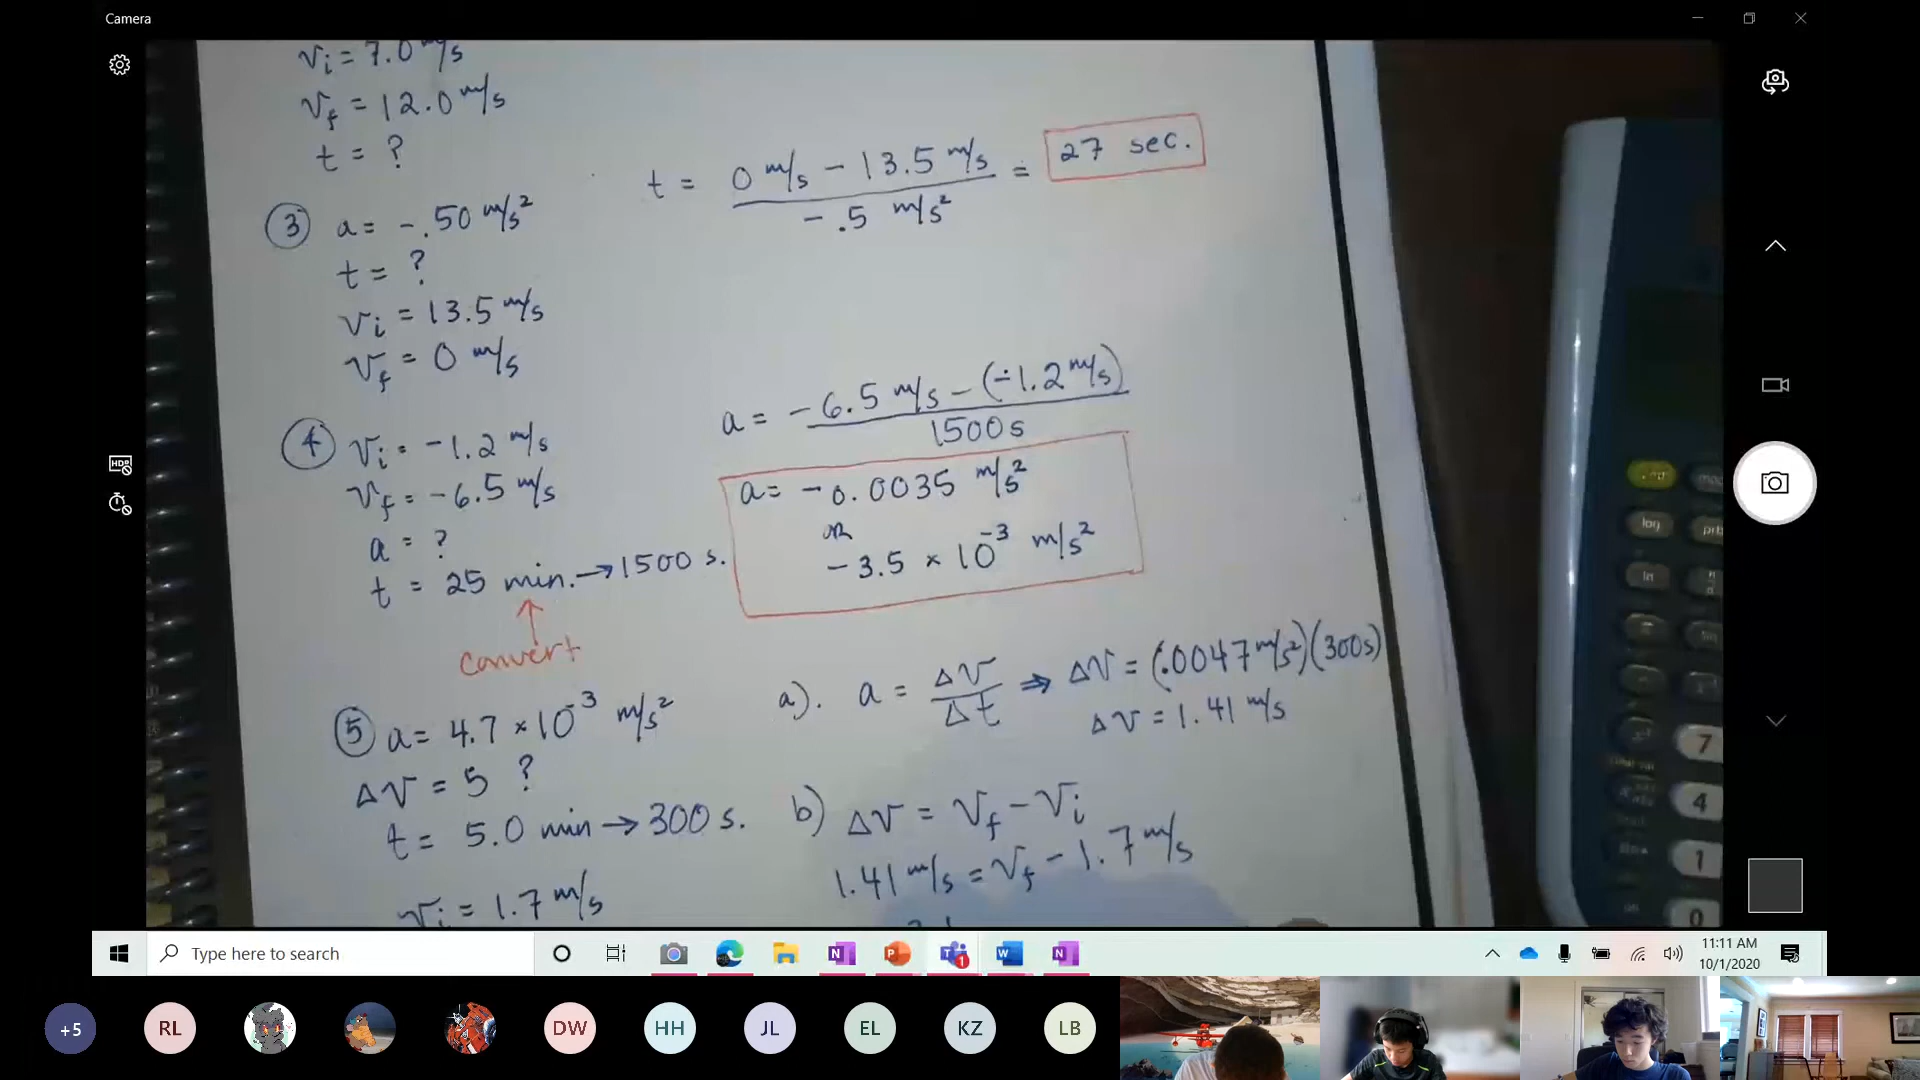 Camera
vi = 7.0 m/s
vf = 12.0 m/s
t = ?
t = 0 m/s - 13.5 m/s / -.5 m/s² = 27 sec.
③ a = -.50 m/s²
t = ?
vi = 13.5 m/s
vf = 0 m/s
④ vi = -1.2 m/s
vf = -6.5 m/s
a = ?
t = 25 min. → 1500 s.
convert
a = -6.5 m/s - (-1.2 m/s) / 1500 s
a = -0.0035 m/s²
or
-3.5 × 10⁻³ m/s²
⑤ a = 4.7 × 10⁻³ m/s²
ΔV = 5 ?
t = 5.0 min → 300 s.
vi = 1.7 m/s
a). a = ΔV / Δt ⇒ ΔV = (.0047 m/s²)(300s)
ΔV = 1.41 m/s
b) ΔV = Vf - Vi
1.41 m/s = Vf - 1.7 m/s
log
ln
7
4
1
0
HDR
Type here to search
N
P
1
W
N
11:11 AM
10/1/2020
+5
RL
DW
HH
JL
EL
KZ
LB